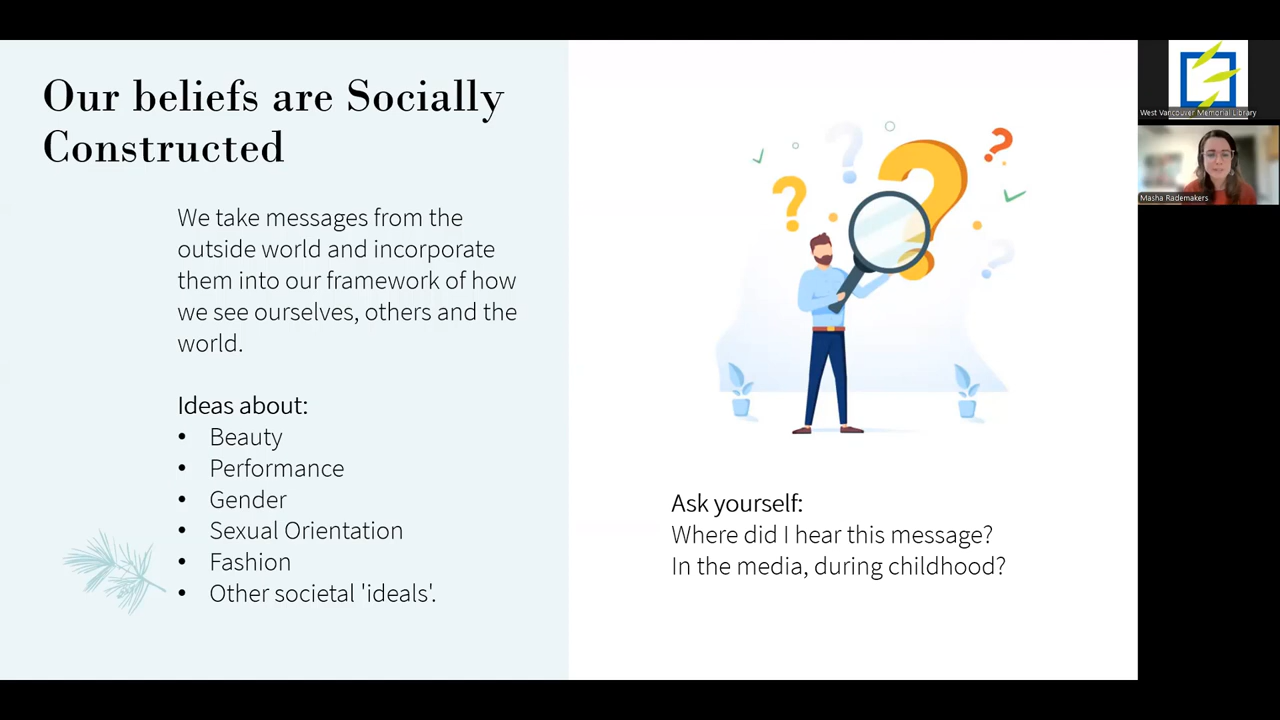 Our beliefs are Socially
Constructed
We take messages from the
outside world and incorporate
them into our framework of how
we see ourselves, others and the
world.
Ideas about:
• Beauty
• Performance
• Gender
• Sexual Orientation
• Fashion
• Other societal 'ideals'.
Ask yourself:
Where did I hear this message?
In the media, during childhood?
West Vancouver Memorial Library
Masha Rademakers